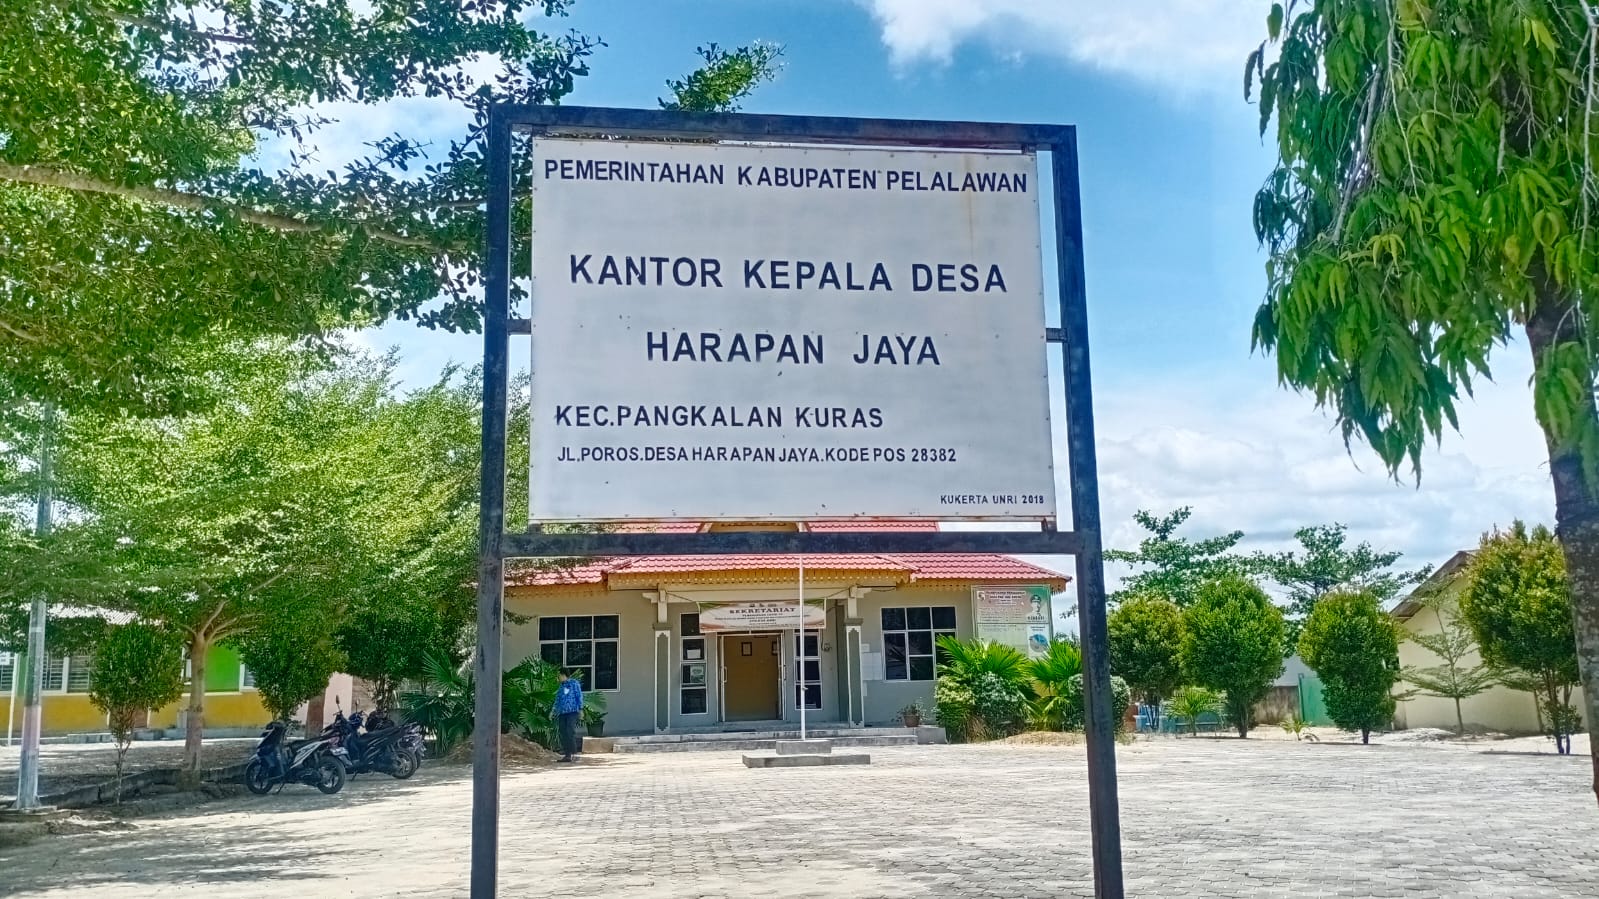 PEMERINTAHAN KABUPATEN PELALAWAN
KANTOR KEPALA DESA
HARAPAN JAYA
KEC.PANGKALAN KURAS
JL.POROS.DESA HARAPAN JAYA.KODE POS 28382
KUKERTA UNRI 2018
SEKRETARIAT